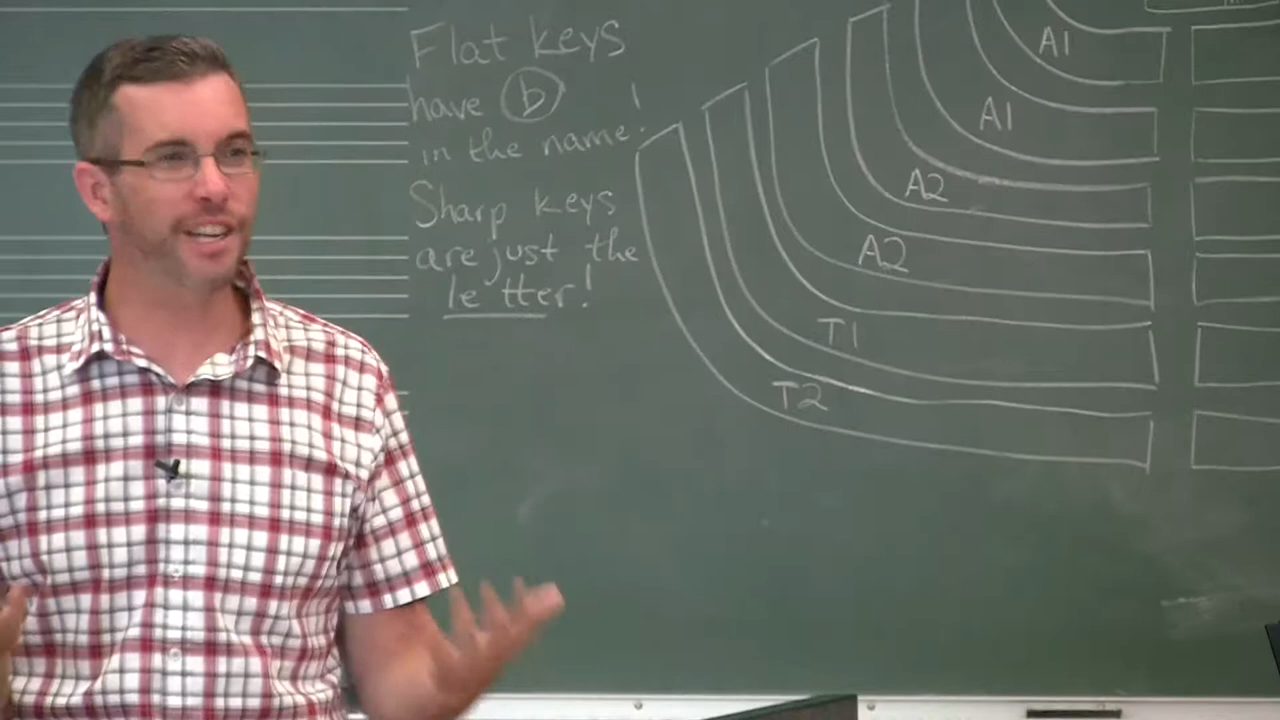 Flat keys
have b !
in the name!
Sharp keys
are just the
letter!
A1
A1
A2
A2
T1
T2